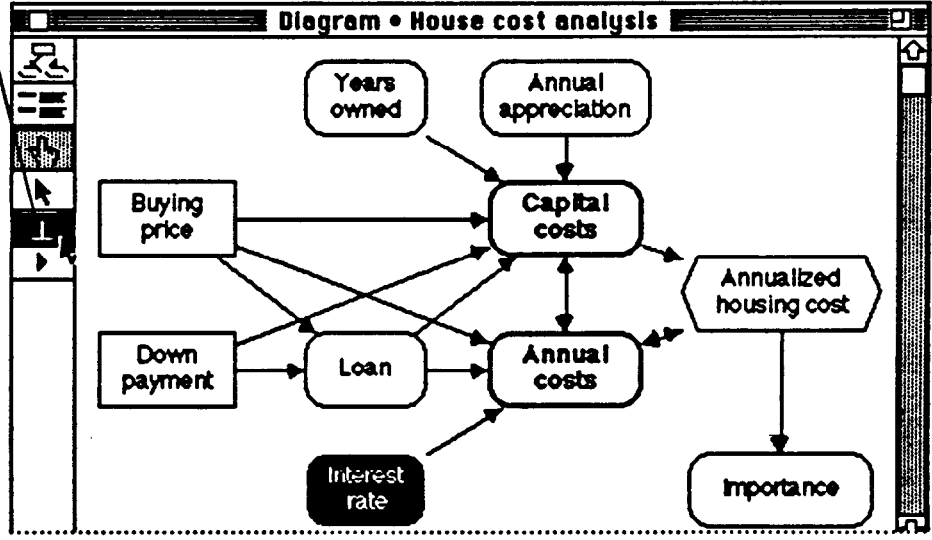 Diagram • House cost analysis
Years
owned
Annual
appreciation
Buying
price
Capital
costs
Annualized
housing cost
Down
payment
Loan
Annual
costs
Interest
rate
Importance